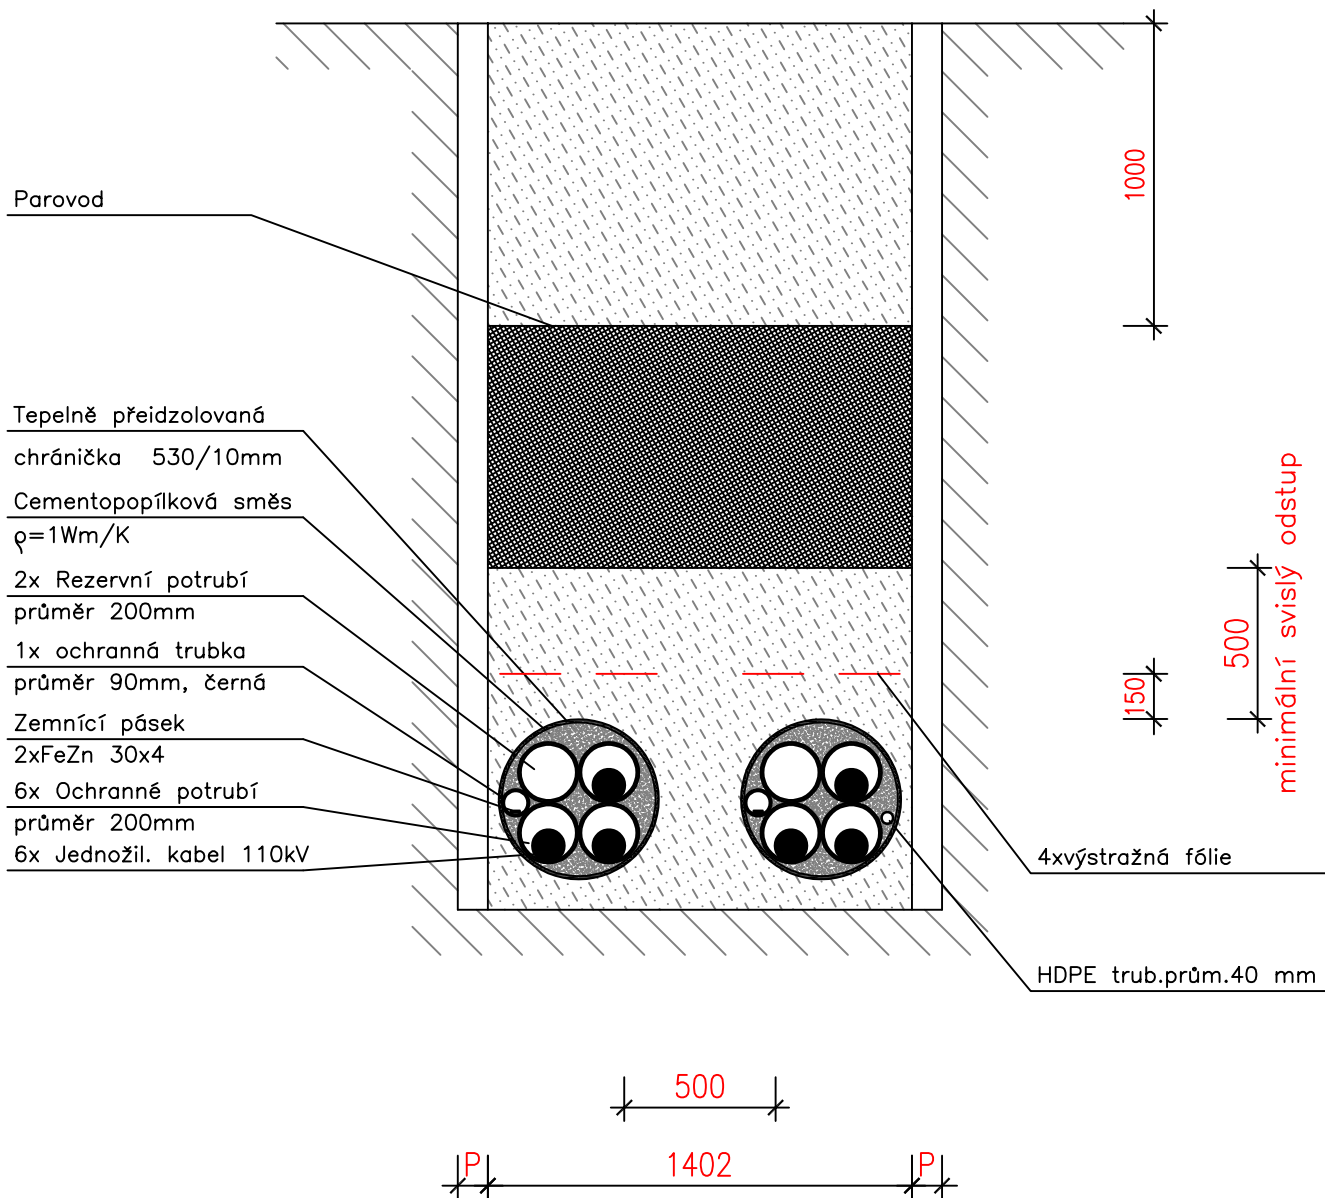 1000
Parovod
Tepelně přeidzolovaná
chránička 530/10mm
Cementopopílková směs
ρ=1Wm/K
2x Rezervní potrubí
průměr 200mm
1x ochranná trubka
průměr 90mm, černá
Zemnící pásek
2xFeZn 30x4
6x Ochranné potrubí
průměr 200mm
6x Jednožil. kabel 110kV
minimální svislý odstup
500
150
4xvýstražná fólie
HDPE trub.prům.40 mm
500
P 1402 P